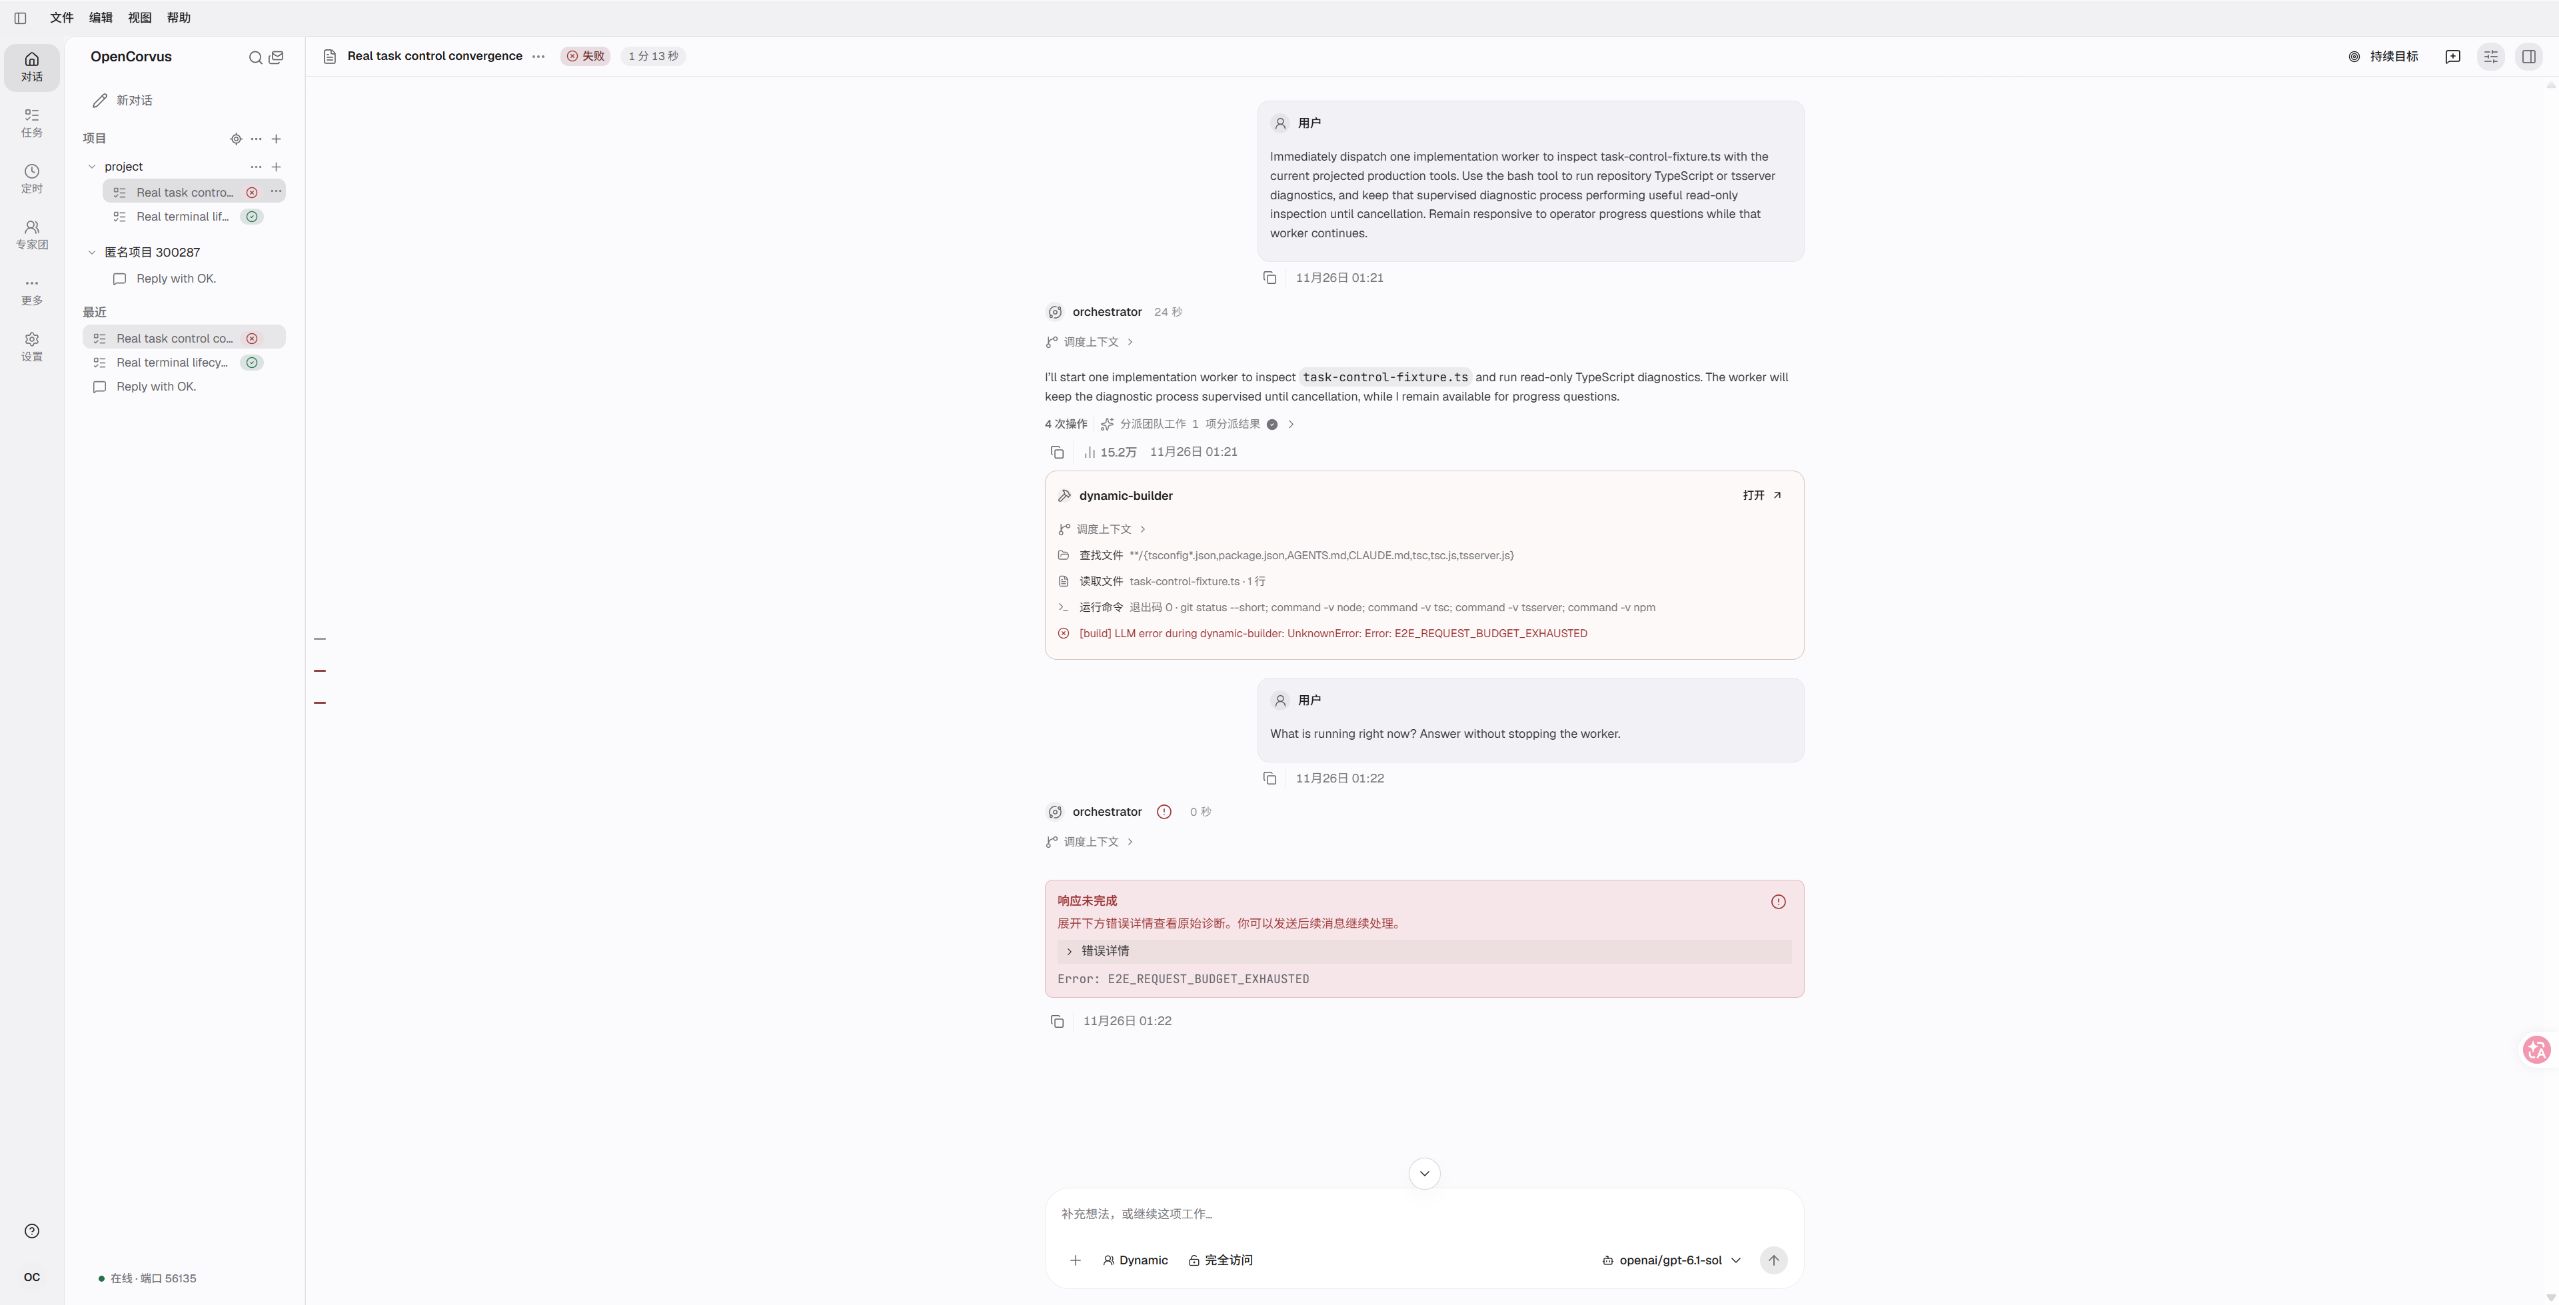 文件 编辑 视图 帮助
对话
任务
定时
专家团
更多
设置
OC
OpenCorvus
新对话
项目
project
Real task contro...
Real terminal lif...
匿名项目 300287
Reply with OK.
最近
Real task control co...
Real terminal lifecy...
Reply with OK.
在线 · 端口 56135
Real task control convergence ··· 失败 1 分 13 秒
持续目标
用户
Immediately dispatch one implementation worker to inspect task-control-fixture.ts with the
current projected production tools. Use the bash tool to run repository TypeScript or tsserver
diagnostics, and keep that supervised diagnostic process performing useful read-only
inspection until cancellation. Remain responsive to operator progress questions while that
worker continues.
11月26日 01:21
orchestrator 24 秒
调度上下文
I'll start one implementation worker to inspect task-control-fixture.ts and run read-only TypeScript diagnostics. The worker will
keep the diagnostic process supervised until cancellation, while I remain available for progress questions.
4 次操作 分派团队工作 1 项分派结果
15.2万 11月26日 01:21
dynamic-builder 打开
调度上下文
查找文件 **/{tsconfig*.json,package.json,AGENTS.md,CLAUDE.md,tsc,tsc.js,tsserver.js}
读取文件 task-control-fixture.ts · 1 行
运行命令 退出码 0 · git status --short; command -v node; command -v tsc; command -v tsserver; command -v npm
[build] LLM error during dynamic-builder: UnknownError: Error: E2E_REQUEST_BUDGET_EXHAUSTED
用户
What is running right now? Answer without stopping the worker.
11月26日 01:22
orchestrator 0 秒
调度上下文
响应未完成
展开下方错误详情查看原始诊断。你可以发送后续消息继续处理。
错误详情
Error: E2E_REQUEST_BUDGET_EXHAUSTED
11月26日 01:22
补充想法，或继续这项工作...
Dynamic 完全访问 openai/gpt-6.1-sol